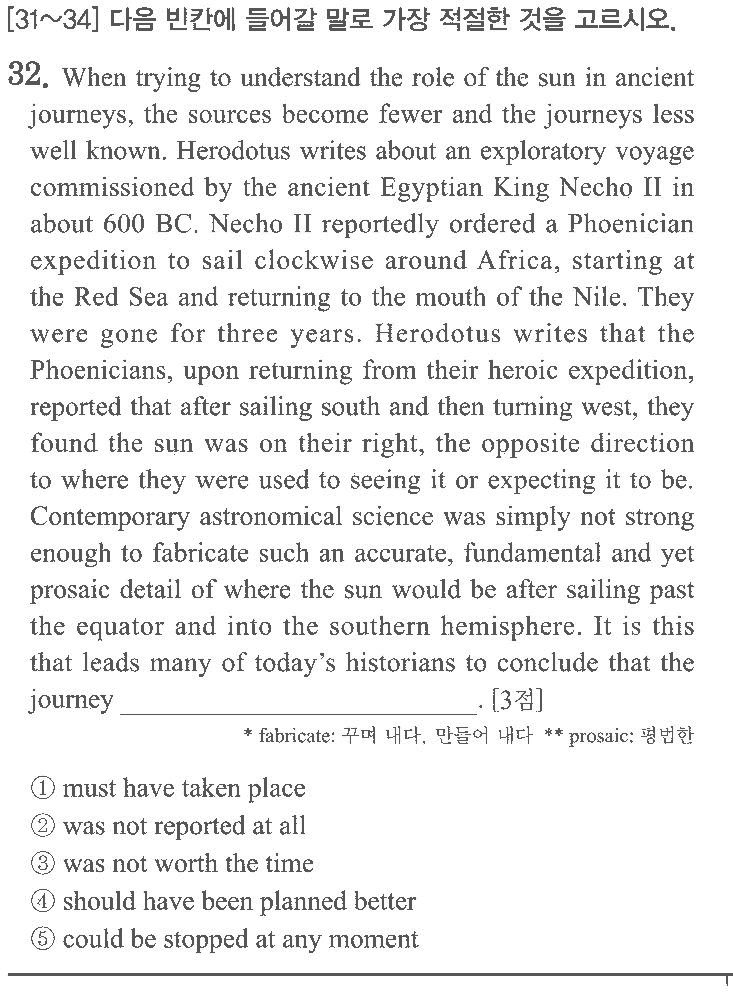 [31～34] 다음 빈칸에 들어갈 말로 가장 적절한 것을 고르시오.
32. When trying to understand the role of the sun in ancient
journeys, the sources become fewer and the journeys less
well known. Herodotus writes about an exploratory voyage
commissioned by the ancient Egyptian King Necho II in
about 600 BC. Necho II reportedly ordered a Phoenician
expedition to sail clockwise around Africa, starting at
the Red Sea and returning to the mouth of the Nile. They
were gone for three years. Herodotus writes that the
Phoenicians, upon returning from their heroic expedition,
reported that after sailing south and then turning west, they
found the sun was on their right, the opposite direction
to where they were used to seeing it or expecting it to be.
Contemporary astronomical science was simply not strong
enough to fabricate such an accurate, fundamental and yet
prosaic detail of where the sun would be after sailing past
the equator and into the southern hemisphere. It is this
that leads many of today's historians to conclude that the
journey ____________________. [3점]
* fabricate: 꾸며 내다, 만들어 내다 ** prosaic: 평범한
① must have taken place
② was not reported at all
③ was not worth the time
④ should have been planned better
⑤ could be stopped at any moment